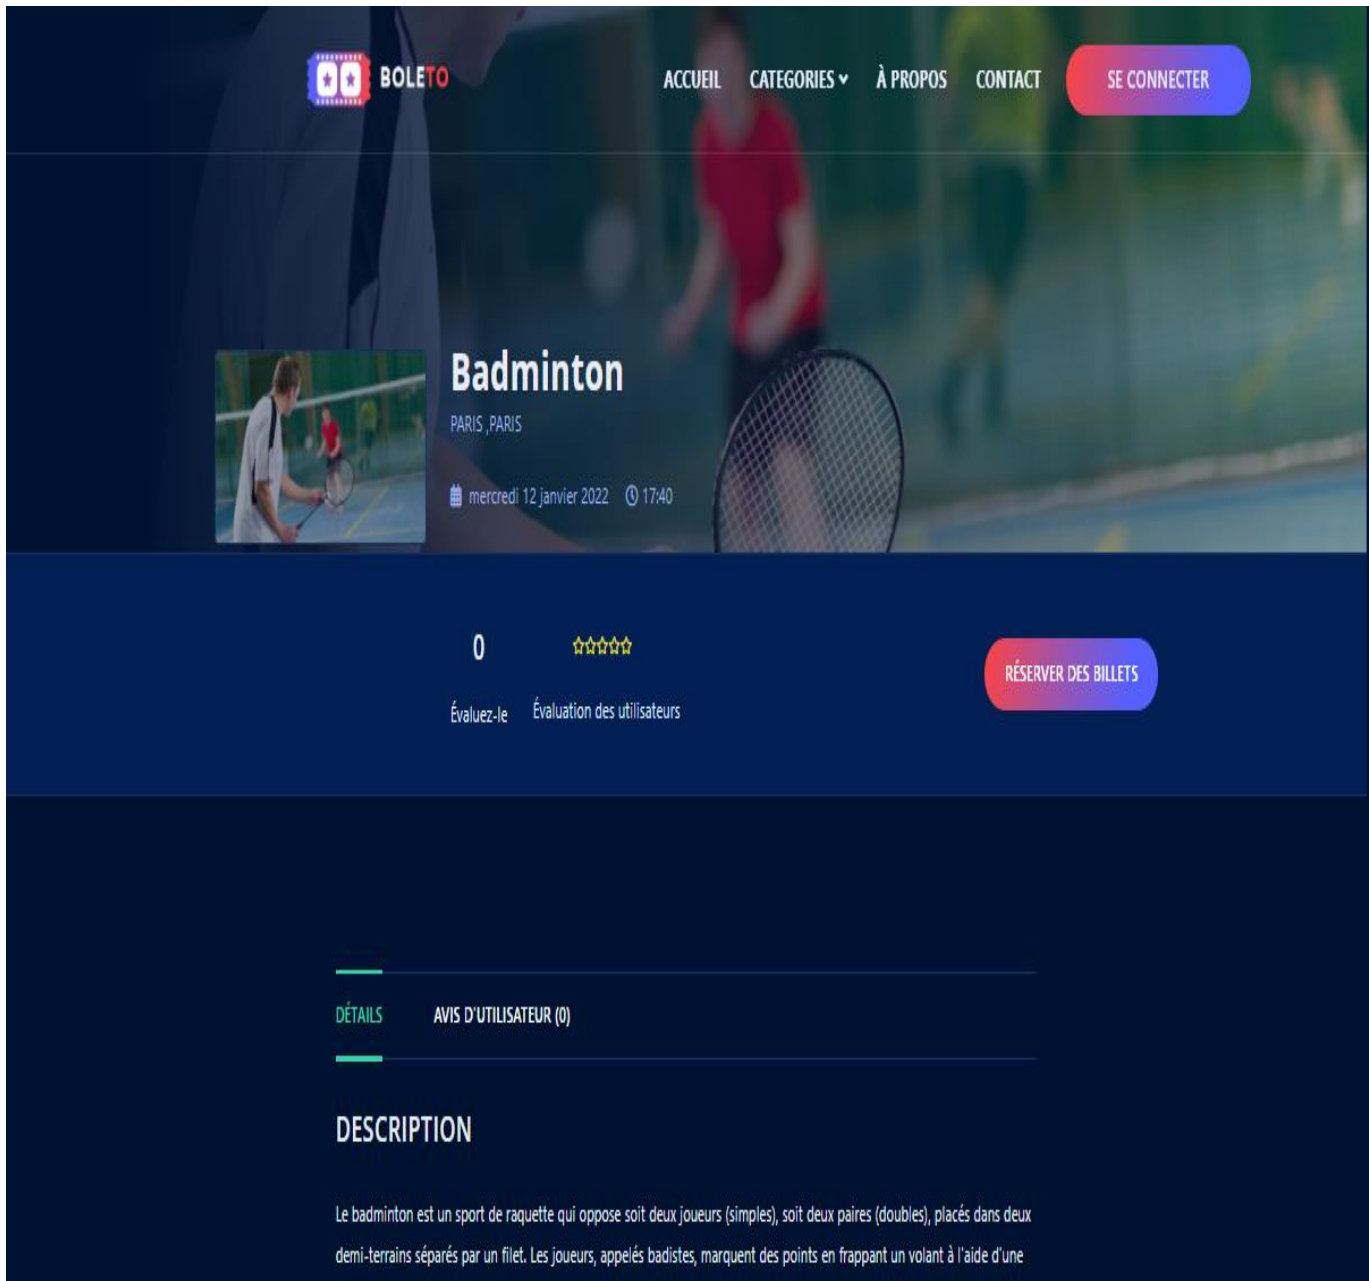 BOLETO
ACCUEIL CATEGORIES À PROPOS CONTACT SE CONNECTER
Badminton
PARIS ,PARIS
mercredi 12 janvier 2022 17:40
0
Évaluez-le Évaluation des utilisateurs
RÉSERVER DES BILLETS
DÉTAILS AVIS D'UTILISATEUR (0)
DESCRIPTION
Le badminton est un sport de raquette qui oppose soit deux joueurs (simples), soit deux paires (doubles), placés dans deux
demi-terrains séparés par un filet. Les joueurs, appelés badistes, marquent des points en frappant un volant à l'aide d'une